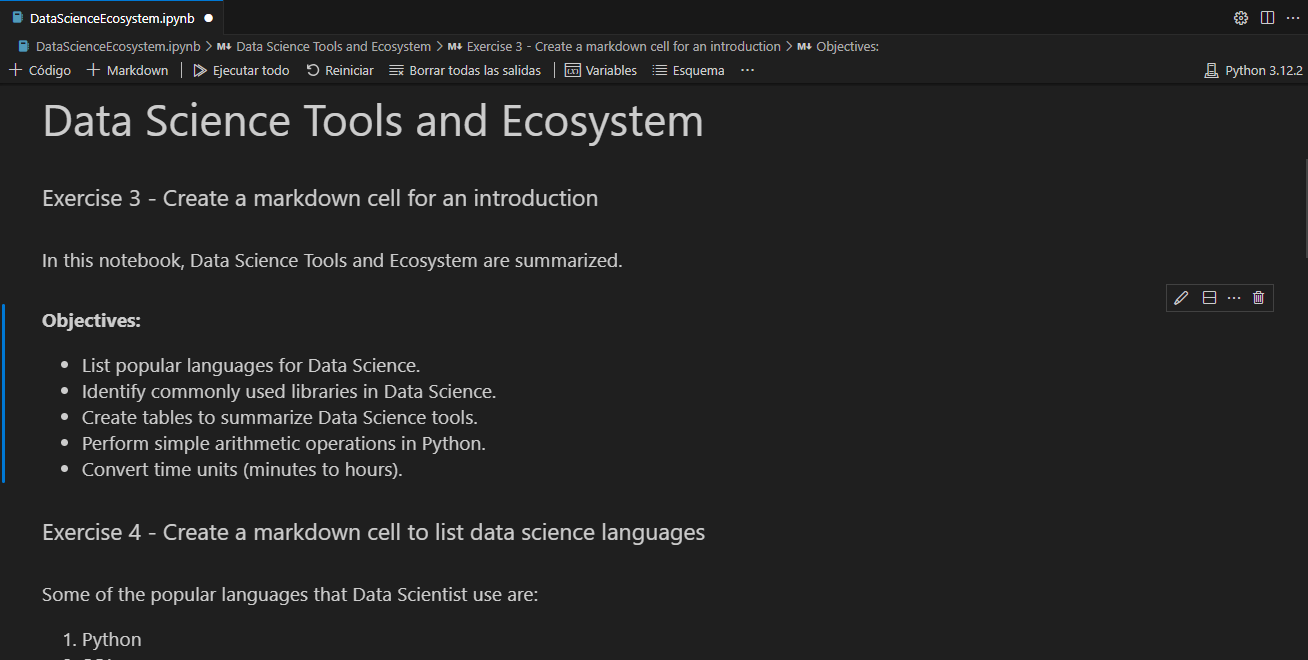 DataScienceEcosystem.ipynb
DataScienceEcosystem.ipynb > M↓ Data Science Tools and Ecosystem > M↓ Exercise 3 - Create a markdown cell for an introduction > M↓ Objectives:
+ Código + Markdown | Ejecutar todo Reiniciar Borrar todas las salidas | Variables Esquema ... Python 3.12.2
Data Science Tools and Ecosystem
Exercise 3 - Create a markdown cell for an introduction
In this notebook, Data Science Tools and Ecosystem are summarized.
Objectives:
• List popular languages for Data Science.
• Identify commonly used libraries in Data Science.
• Create tables to summarize Data Science tools.
• Perform simple arithmetic operations in Python.
• Convert time units (minutes to hours).
Exercise 4 - Create a markdown cell to list data science languages
Some of the popular languages that Data Scientist use are:
1. Python